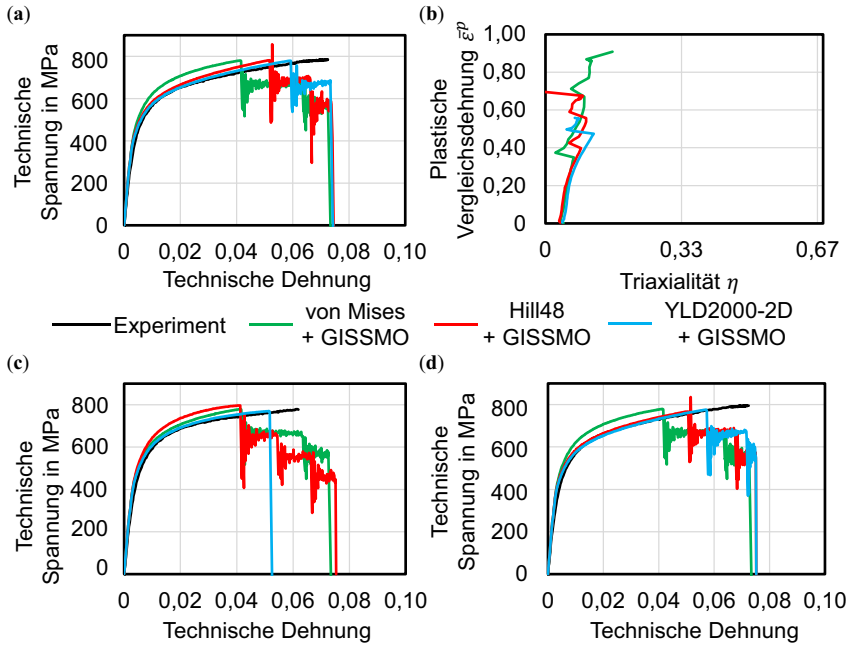 (a)
Technische
Spannung in MPa
800
600
400
200
0
0 0,02 0,04 0,06 0,08 0,10
Technische Dehnung
(b)
Plastische
Vergleichsdehnung ε̄ᵖ
1,00
0,80
0,60
0,40
0,20
0
0 0,33 0,67
Triaxialität η
Experiment
von Mises
+ GISSMO
Hill48
+ GISSMO
YLD2000-2D
+ GISSMO
(c)
Technische
Spannung in MPa
800
600
400
200
0
0 0,02 0,04 0,06 0,08 0,10
Technische Dehnung
(d)
Technische
Spannung in MPa
800
600
400
200
0
0 0,02 0,04 0,06 0,08 0,10
Technische Dehnung